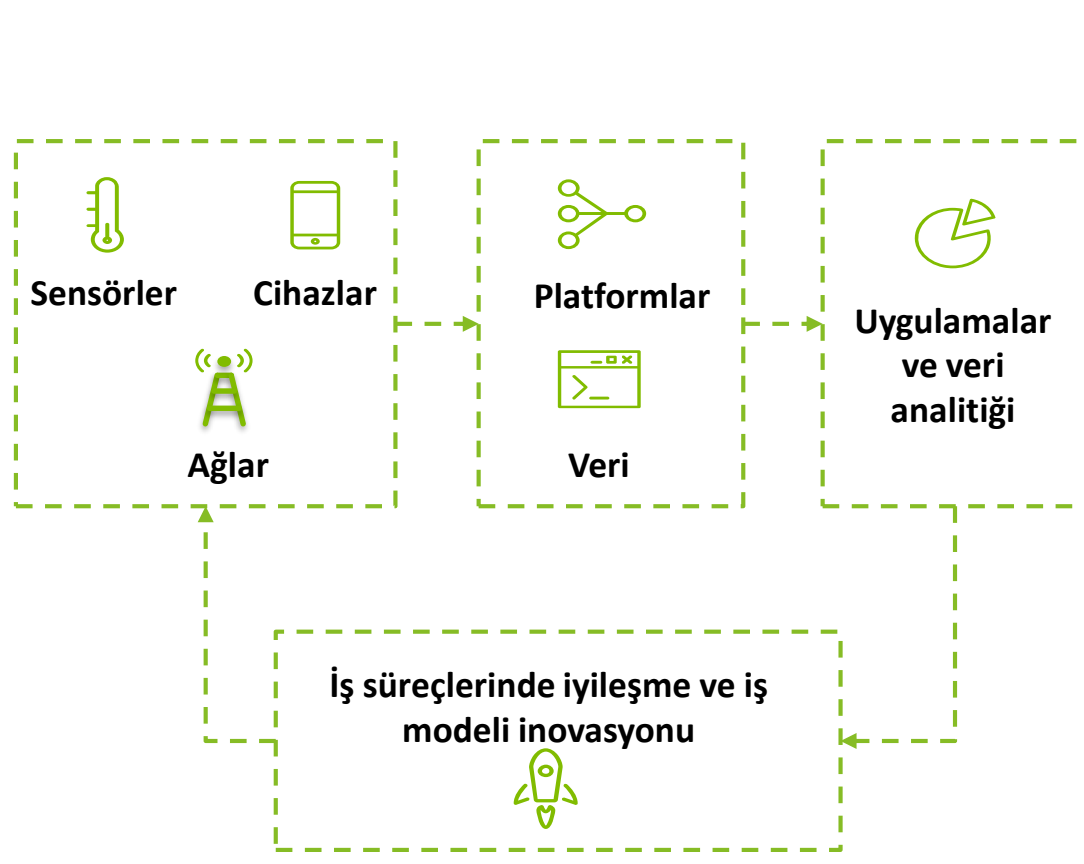 Sensörler
Cihazlar
Ağlar
Platformlar
Veri
Uygulamalar
ve veri
analitiği
İş süreçlerinde iyileşme ve iş
modeli inovasyonu